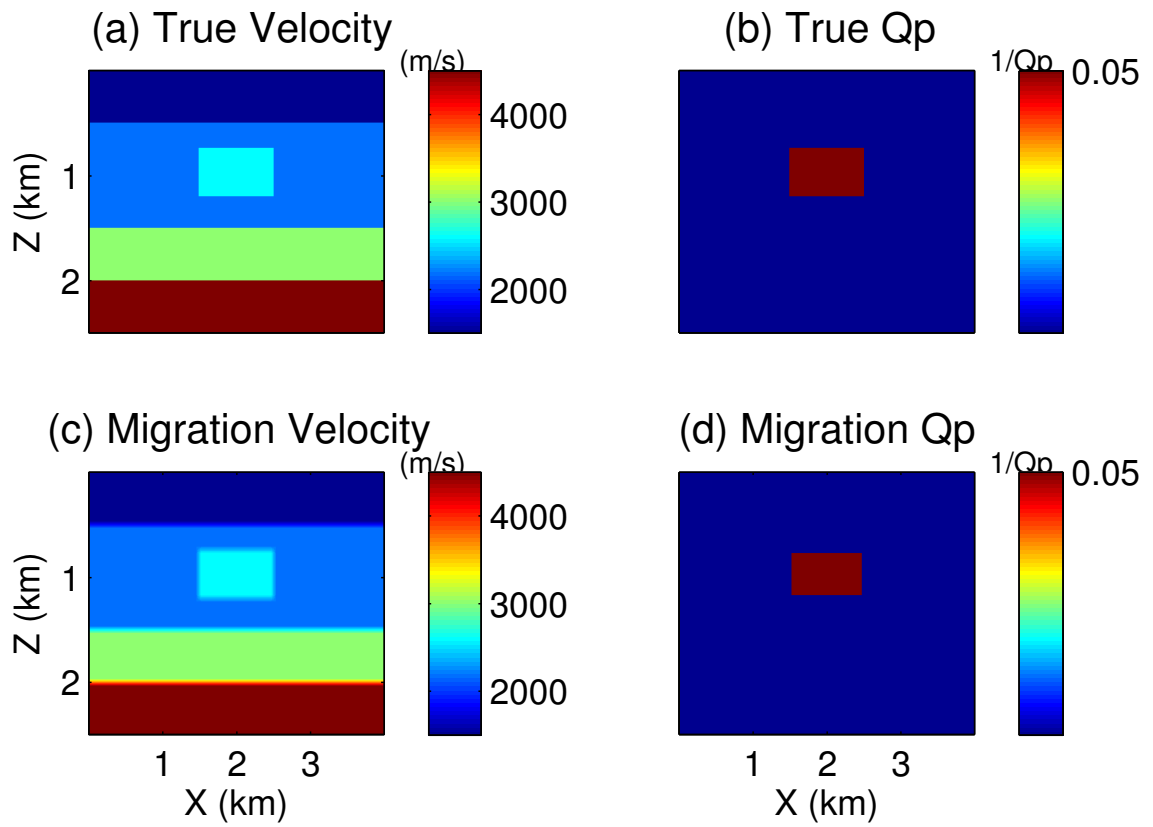 (a) True Velocity
(m/s)
4000
3000
2000
Z (km)
1
2
(b) True Qp
1/Qp
0.05
(c) Migration Velocity
(m/s)
4000
3000
2000
Z (km)
1
2
1 2 3
X (km)
(d) Migration Qp
1/Qp
0.05
1 2 3
X (km)